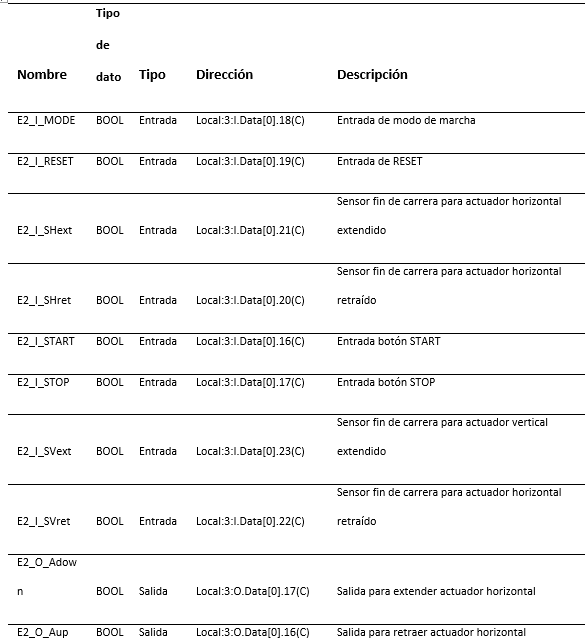 Nombre Tipo de dato Tipo Dirección Descripción
E2_I_MODE BOOL Entrada Local:3:I.Data[0].18(C) Entrada de modo de marcha
E2_I_RESET BOOL Entrada Local:3:I.Data[0].19(C) Entrada de RESET
Sensor fin de carrera para actuador horizontal
E2_I_SHext BOOL Entrada Local:3:I.Data[0].21(C) extendido
Sensor fin de carrera para actuador horizontal
E2_I_SHret BOOL Entrada Local:3:I.Data[0].20(C) retraído
E2_I_START BOOL Entrada Local:3:I.Data[0].16(C) Entrada botón START
E2_I_STOP BOOL Entrada Local:3:I.Data[0].17(C) Entrada botón STOP
Sensor fin de carrera para actuador vertical
E2_I_SVext BOOL Entrada Local:3:I.Data[0].23(C) extendido
Sensor fin de carrera para actuador horizontal
E2_I_SVret BOOL Entrada Local:3:I.Data[0].22(C) retraído
E2_O_Adow
n BOOL Salida Local:3:O.Data[0].17(C) Salida para extender actuador horizontal
E2_O_Aup BOOL Salida Local:3:O.Data[0].16(C) Salida para retraer actuador horizontal